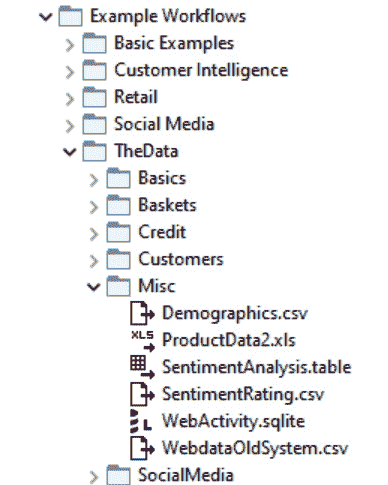 Example Workflows
Basic Examples
Customer Intelligence
Retail
Social Media
TheData
Basics
Baskets
Credit
Customers
Misc
Demographics.csv
XLS ProductData2.xls
SentimentAnalysis.table
SentimentRating.csv
L WebActivity.sqlite
WebdataOldSystem.csv
SocialMedia